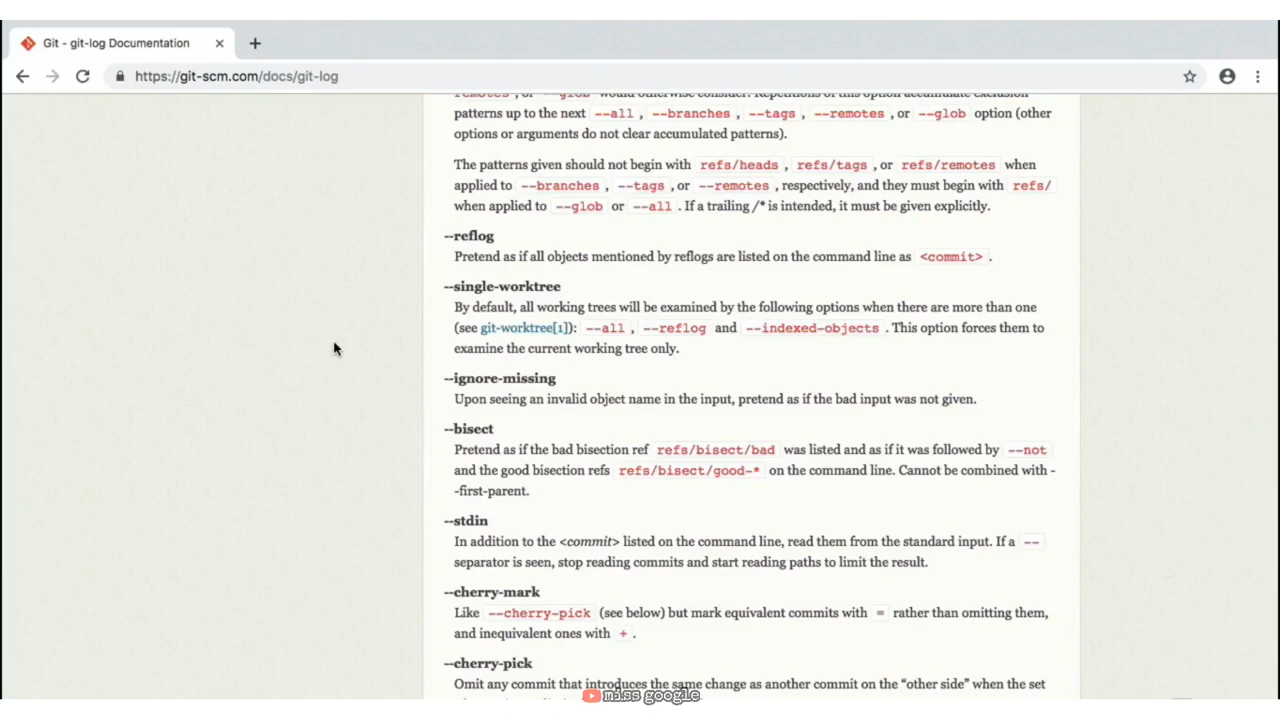 Git - git-log Documentation
https://git-scm.com/docs/git-log
remotes, or --glob would otherwise consider. Repetitions of this option accumulate exclusion
patterns up to the next --all , --branches , --tags , --remotes , or --glob option (other
options or arguments do not clear accumulated patterns).
The patterns given should not begin with refs/heads , refs/tags , or refs/remotes when
applied to --branches , --tags , or --remotes , respectively, and they must begin with refs/
when applied to --glob or --all . If a trailing /* is intended, it must be given explicitly.
--reflog
Pretend as if all objects mentioned by reflogs are listed on the command line as <commit> .
--single-worktree
By default, all working trees will be examined by the following options when there are more than one
(see git-worktree[1]): --all , --reflog and --indexed-objects . This option forces them to
examine the current working tree only.
--ignore-missing
Upon seeing an invalid object name in the input, pretend as if the bad input was not given.
--bisect
Pretend as if the bad bisection ref refs/bisect/bad was listed and as if it was followed by --not
and the good bisection refs refs/bisect/good-* on the command line. Cannot be combined with -
-first-parent.
--stdin
In addition to the <commit> listed on the command line, read them from the standard input. If a --
separator is seen, stop reading commits and start reading paths to limit the result.
--cherry-mark
Like --cherry-pick (see below) but mark equivalent commits with = rather than omitting them,
and inequivalent ones with + .
--cherry-pick
Omit any commit that introduces the same change as another commit on the “other side” when the set
miss google